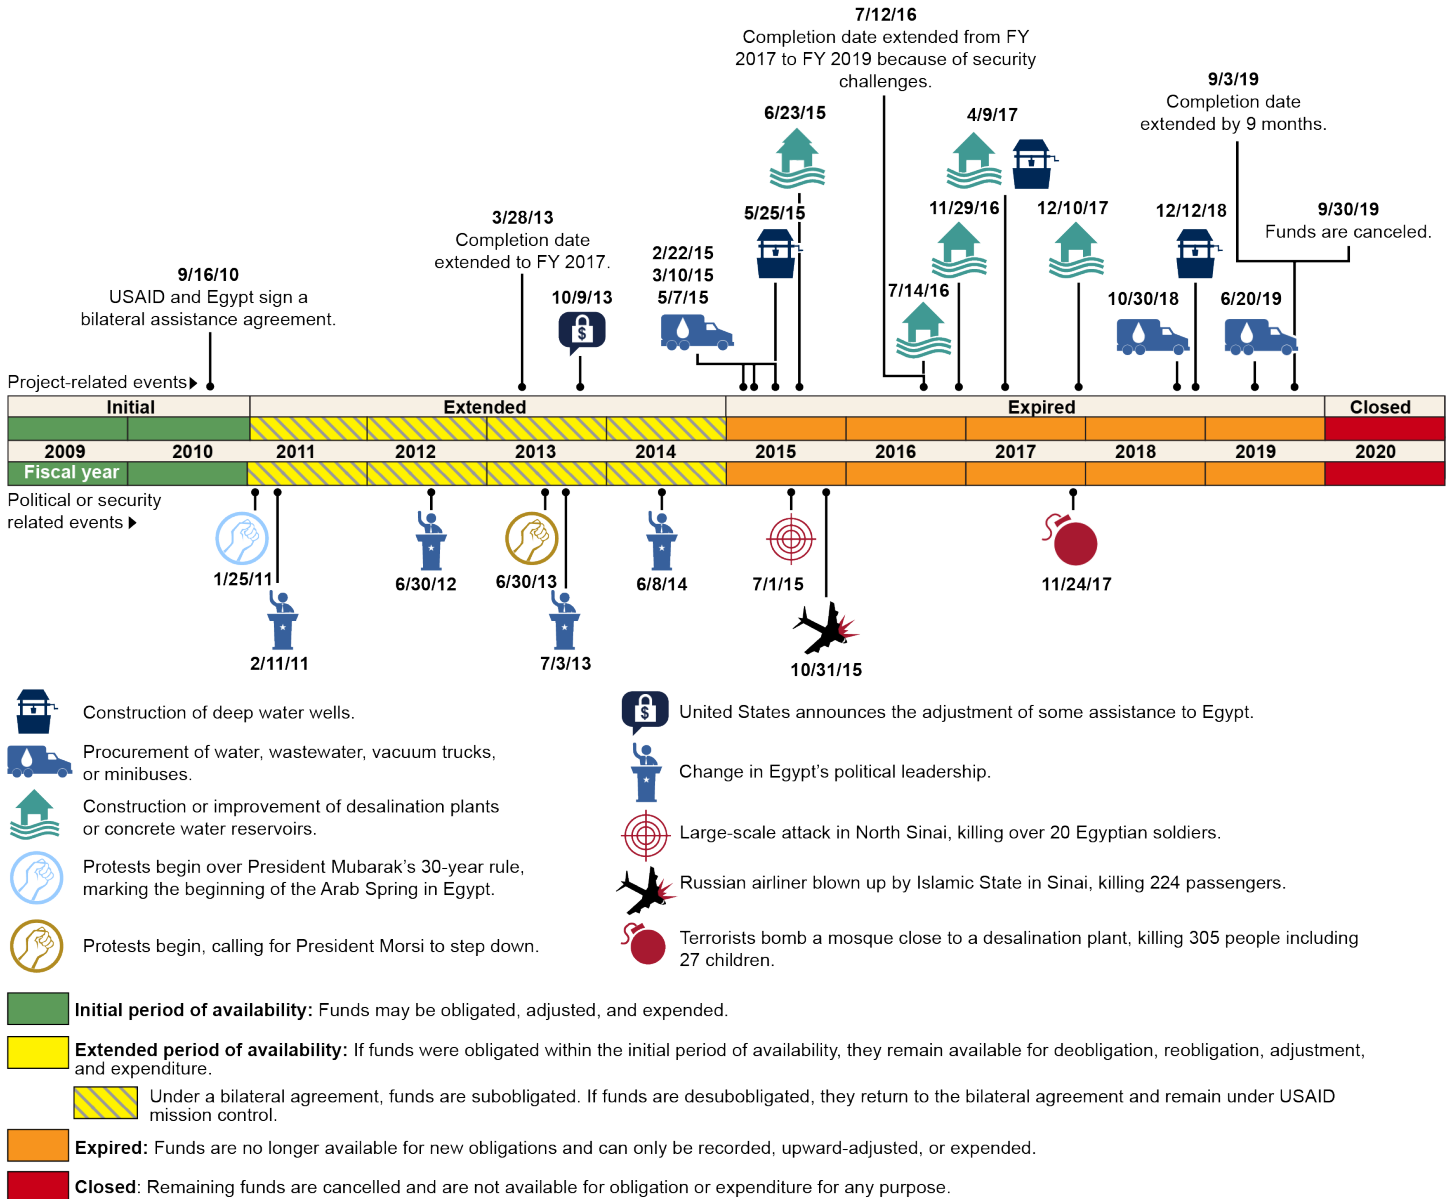 7/12/16
Completion date extended from FY
2017 to FY 2019 because of security
challenges.
9/3/19
Completion date
extended by 9 months.
6/23/15
4/9/17
3/28/13
Completion date
extended to FY 2017.
5/25/15
11/29/16
12/10/17
12/12/18
9/30/19
Funds are canceled.
9/16/10
USAID and Egypt sign a
bilateral assistance agreement.
2/22/15
3/10/15
5/7/15
10/9/13
7/14/16
10/30/18
6/20/19
Project-related events
Initial
Extended
Expired
Closed
2009
2010
2011
2012
2013
2014
2015
2016
2017
2018
2019
2020
Fiscal year
Political or security
related events
1/25/11
6/30/12
6/30/13
6/8/14
7/1/15
11/24/17
2/11/11
7/3/13
10/31/15
Construction of deep water wells.
Procurement of water, wastewater, vacuum trucks,
or minibuses.
Construction or improvement of desalination plants
or concrete water reservoirs.
Protests begin over President Mubarak's 30-year rule,
marking the beginning of the Arab Spring in Egypt.
Protests begin, calling for President Morsi to step down.
$
United States announces the adjustment of some assistance to Egypt.
Change in Egypt's political leadership.
Large-scale attack in North Sinai, killing over 20 Egyptian soldiers.
Russian airliner blown up by Islamic State in Sinai, killing 224 passengers.
Terrorists bomb a mosque close to a desalination plant, killing 305 people including
27 children.
Initial period of availability: Funds may be obligated, adjusted, and expended.
Extended period of availability: If funds were obligated within the initial period of availability, they remain available for deobligation, reobligation, adjustment,
and expenditure.
Under a bilateral agreement, funds are subobligated. If funds are desubobligated, they return to the bilateral agreement and remain under USAID
mission control.
Expired: Funds are no longer available for new obligations and can only be recorded, upward-adjusted, or expended.
Closed: Remaining funds are cancelled and are not available for obligation or expenditure for any purpose.